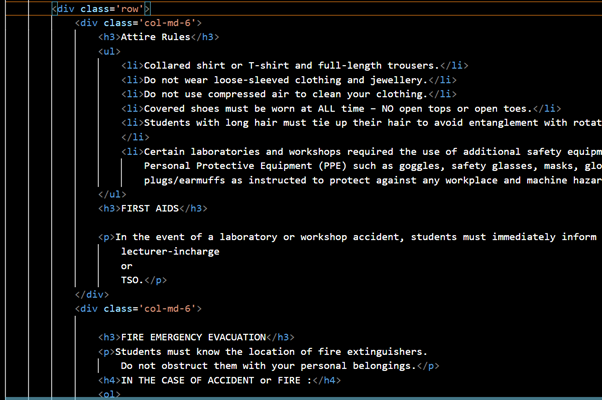 <div class='row'>
<div class='col-md-6'>
<h3>Attire Rules</h3>
<ul>
<li>Collared shirt or T-shirt and full-length trousers.</li>
<li>Do not wear loose-sleeved clothing and jewellery.</li>
<li>Do not use compressed air to clean your clothing.</li>
<li>Covered shoes must be worn at ALL time – NO open tops or open toes.</li>
<li>Students with long hair must tie up their hair to avoid entanglement with rotat
</li>
<li>Certain laboratories and workshops required the use of additional safety equipm
Personal Protective Equipment (PPE) such as goggles, safety glasses, masks, glo
plugs/earmuffs as instructed to protect against any workplace and machine hazar
</ul>
<h3>FIRST AIDS</h3>
<p>In the event of a laboratory or workshop accident, students must immediately inform
lecturer-incharge
or
TSO.</p>
</div>
<div class='col-md-6'>
<h3>FIRE EMERGENCY EVACUATION</h3>
<p>Students must know the location of fire extinguishers.
Do not obstruct them with your personal belongings.</p>
<h4>IN THE CASE OF ACCIDENT or FIRE :</h4>
<ol>